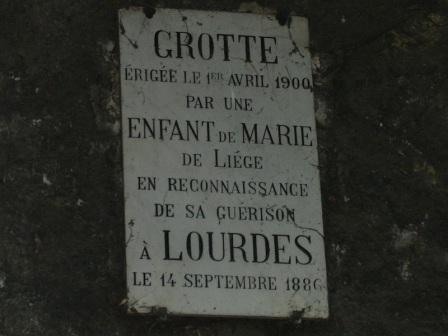 GROTTE
ÉRIGÉE LE 1ER AVRIL 1900
PAR UNE
ENFANT DE MARIE
DE LIÉGE
EN RECONNAISSANCE
DE SA GUERISON
À LOURDES
LE 14 SEPTEMBRE 1886